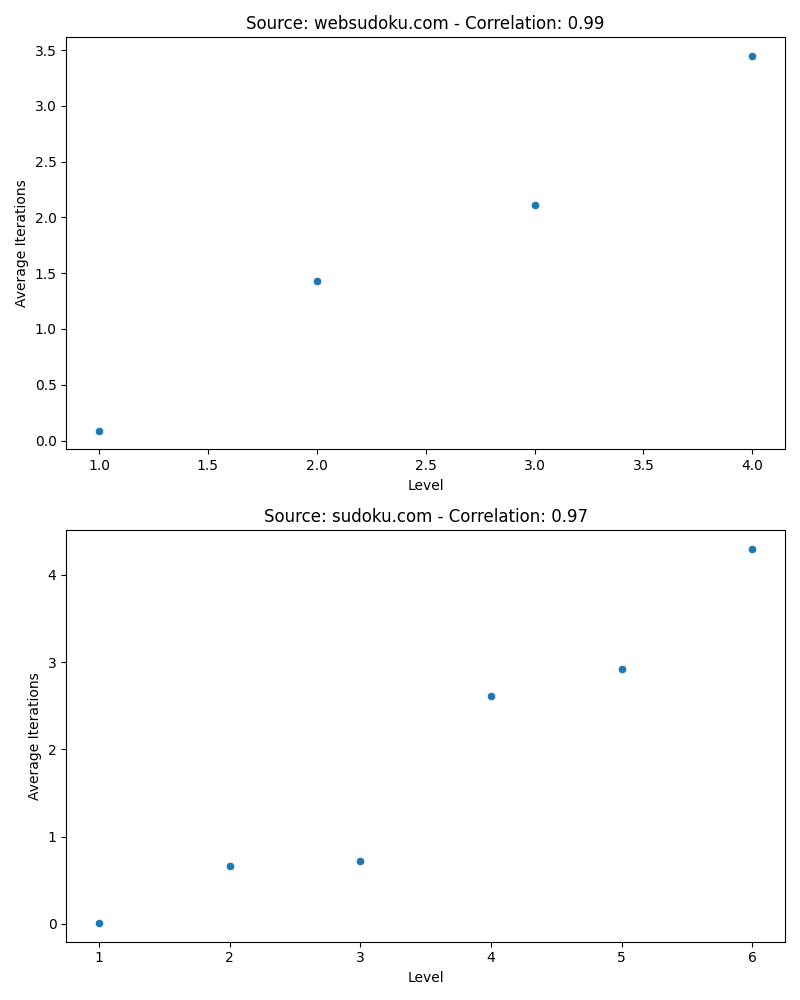 Source: websudoku.com - Correlation: 0.99
3.5
3.0
2.5
2.0
1.5
1.0
0.5
0.0
Average Iterations
1.0 1.5 2.0 2.5 3.0 3.5 4.0
Level
Source: sudoku.com - Correlation: 0.97
4
3
2
1
0
Average Iterations
1 2 3 4 5 6
Level